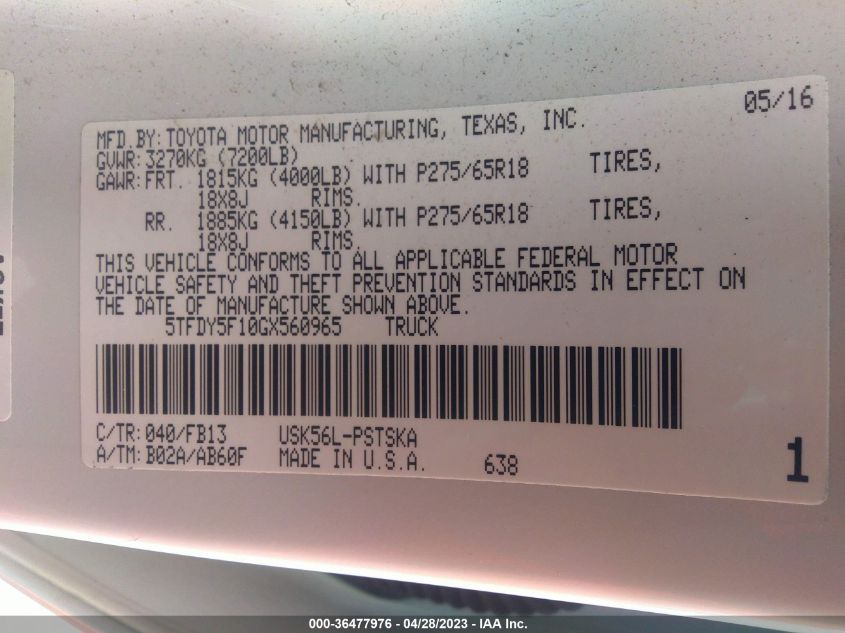 05/16
MFD.BY:TOYOTA MOTOR MANUFACTURING, TEXAS, INC.
GVWR:3270KG (7200LB)
GAWR:FRT. 1815KG (4000LB) WITH P275/65R18 TIRES,
18X8J RIMS.
RR. 1885KG (4150LB) WITH P275/65R18 TIRES,
18X8J RIMS.
THIS VEHICLE CONFORMS TO ALL APPLICABLE FEDERAL MOTOR
VEHICLE SAFETY AND THEFT PREVENTION STANDARDS IN EFFECT ON
THE DATE OF MANUFACTURE SHOWN ABOVE.
5TFDY5F10GX560965 TRUCK
C/TR:040/FB13 USK56L-PSTSKA
A/TM:B02A/AB60F MADE IN U.S.A. 638
1
000-36477976 / 04/28/2023 - IAA Inc.